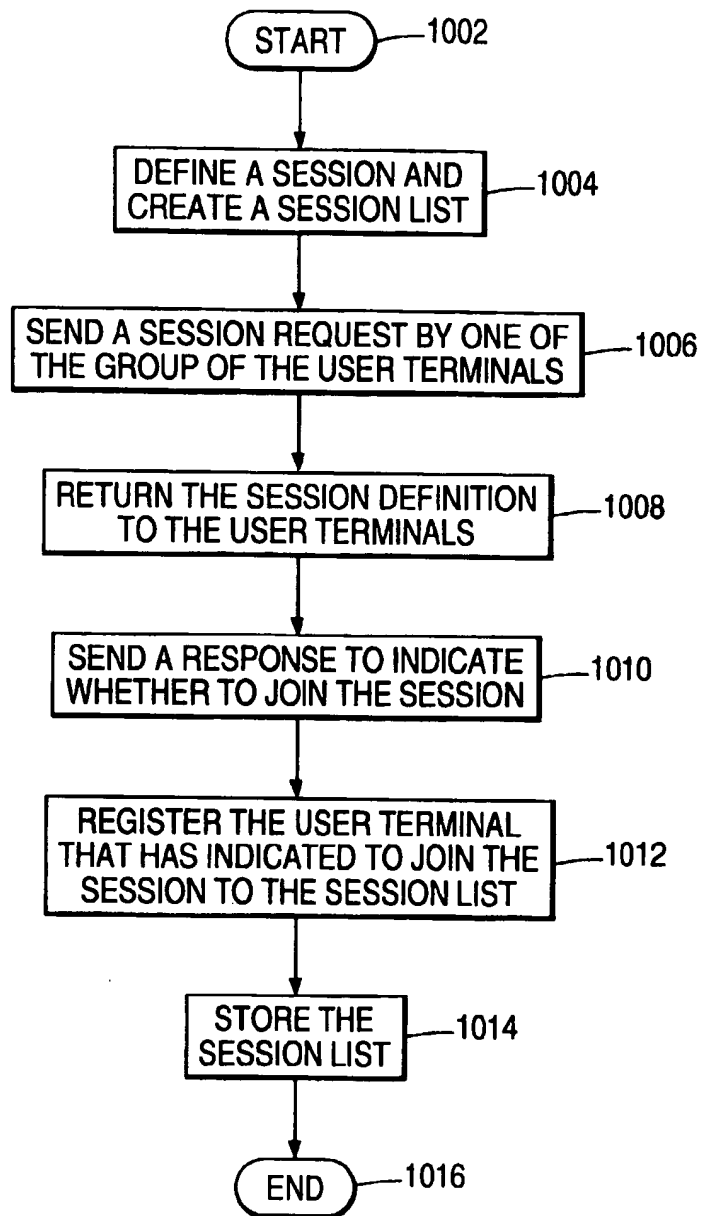 START
1002
DEFINE A SESSION AND
CREATE A SESSION LIST
1004
SEND A SESSION REQUEST BY ONE OF
THE GROUP OF THE USER TERMINALS
1006
RETURN THE SESSION DEFINITION
TO THE USER TERMINALS
1008
SEND A RESPONSE TO INDICATE
WHETHER TO JOIN THE SESSION
1010
REGISTER THE USER TERMINAL
THAT HAS INDICATED TO JOIN THE
SESSION TO THE SESSION LIST
1012
STORE THE
SESSION LIST
1014
END
1016